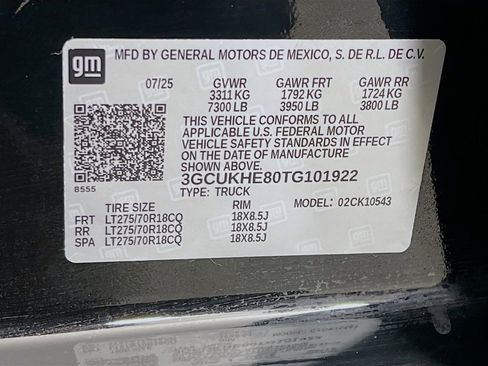 gm
MFD BY GENERAL MOTORS DE MEXICO, S. DE R.L. DE C.V.
07/25 GVWR GAWR FRT GAWR RR
3311 KG 1792 KG 1724 KG
7300 LB 3950 LB 3800 LB
THIS VEHICLE CONFORMS TO ALL
APPLICABLE U.S. FEDERAL MOTOR
VEHICLE SAFETY STANDARDS IN EFFECT
ON THE DATE OF MANUFACTURE SHOWN
ABOVE.
3GCUKHE80TG101922
8555
TYPE: TRUCK MODEL: 02CK10543
TIRE SIZE RIM
FRT LT275/70R18CQ 18X8.5J
RR LT275/70R18CQ 18X8.5J
SPA LT275/70R18CQ 18X8.5J